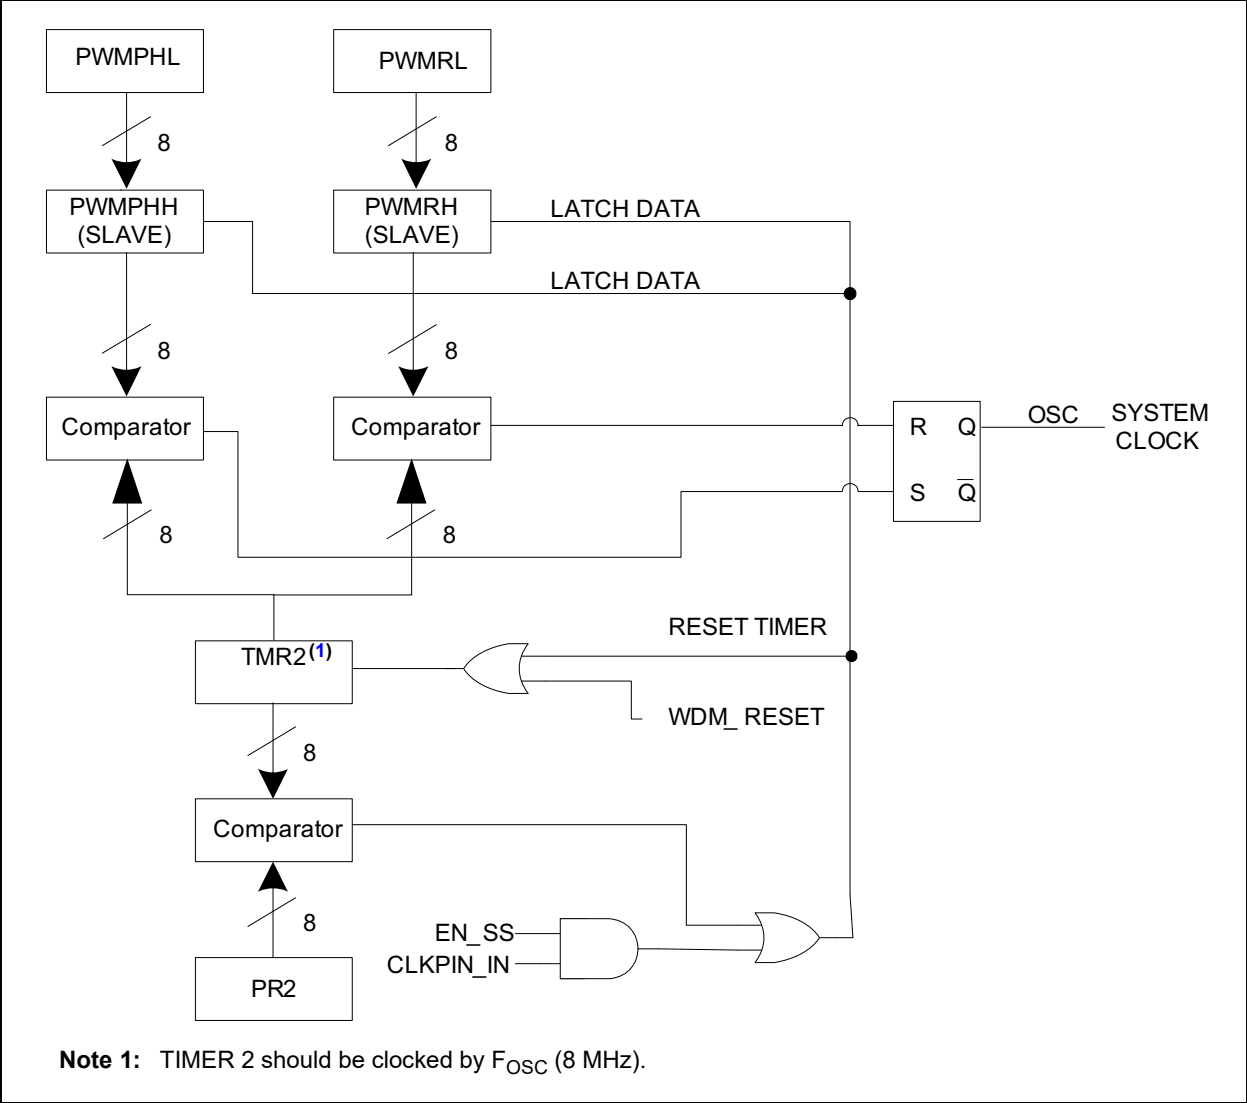 PWMPHL
PWMRL
8
8
PWMPHH
(SLAVE)
PWMRH
(SLAVE)
LATCH DATA
LATCH DATA
8
8
Comparator
Comparator
R Q
S Q̅
OSC
SYSTEM
CLOCK
8
8
RESET TIMER
TMR2(1)
WDM_ RESET
8
Comparator
8
EN_SS
CLKPIN_IN
PR2
Note 1: TIMER 2 should be clocked by FOSC (8 MHz).